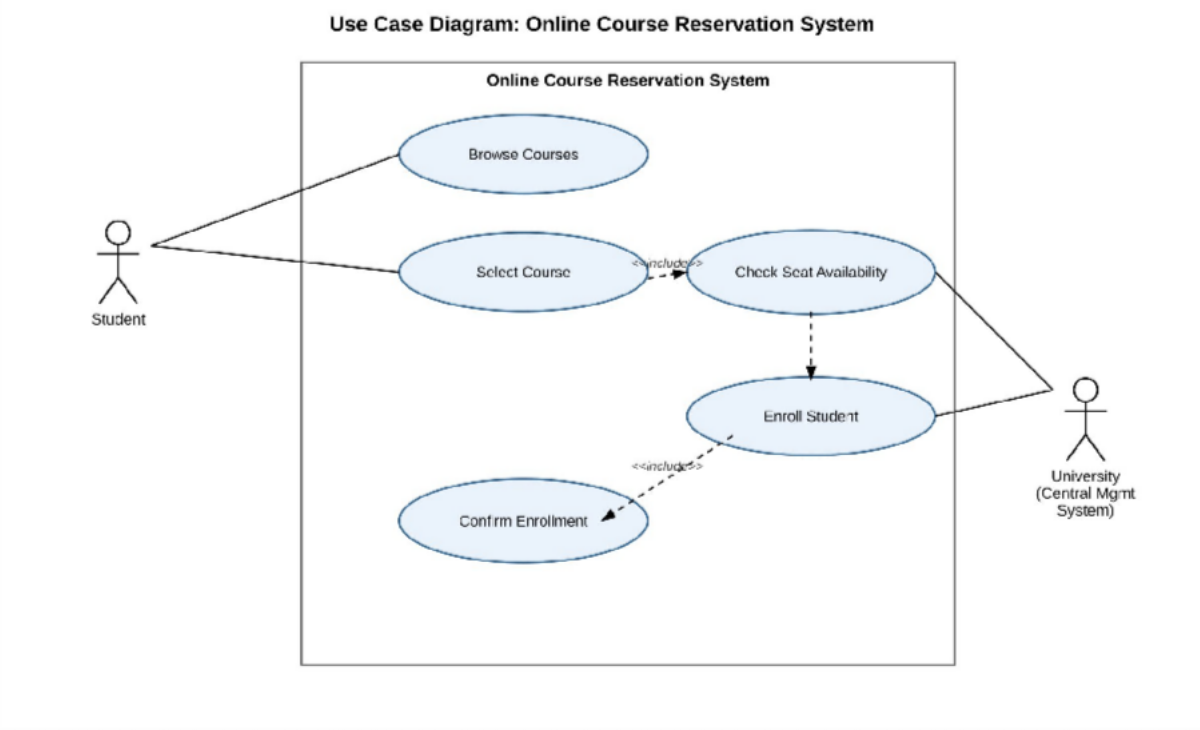 Use Case Diagram: Online Course Reservation System
Online Course Reservation System
Browse Courses
Select Course
<<include>>
Check Seat Availability
Student
Enroll Student
<<include>>
Confirm Enrollment
University
(Central Mgmt
System)